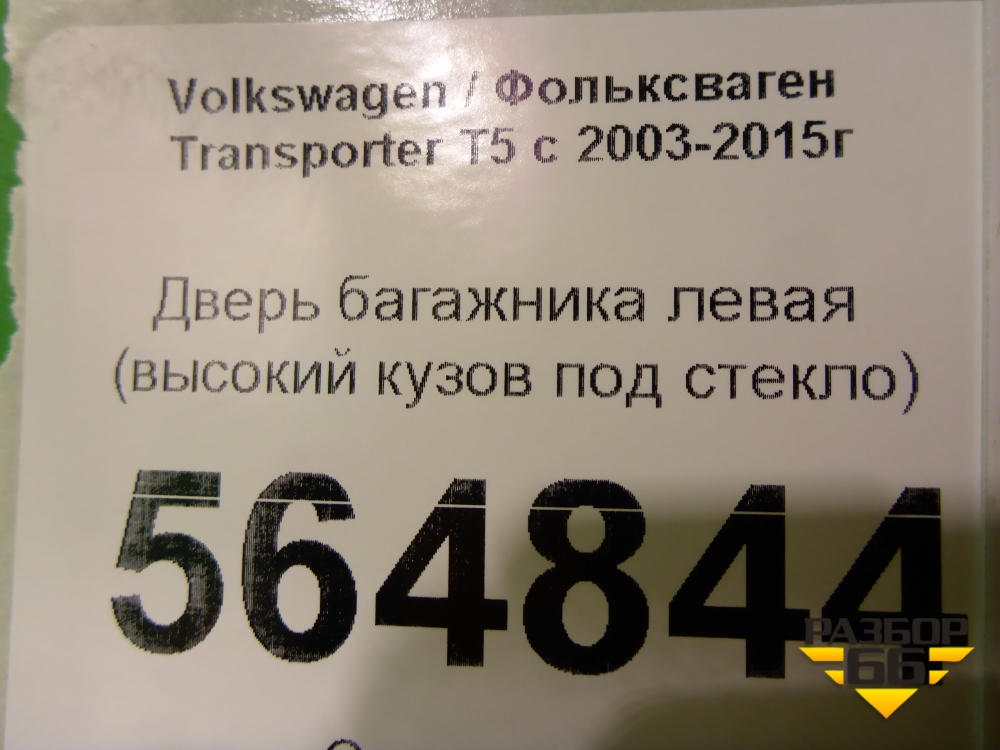 Volkswagen / Фольксваген
Transporter T5 с 2003-2015г
Дверь багажника левая
(высокий кузов под стекло)
564844
РАЗБОР
66